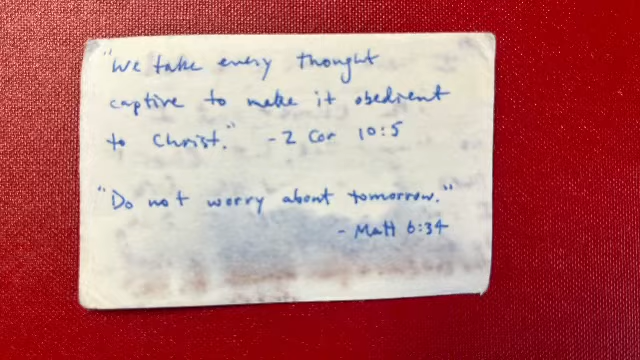 "We take every thought
captive to make it obedient
to Christ." - 2 Cor 10:5
"Do not worry about tomorrow."
- Matt 6:34